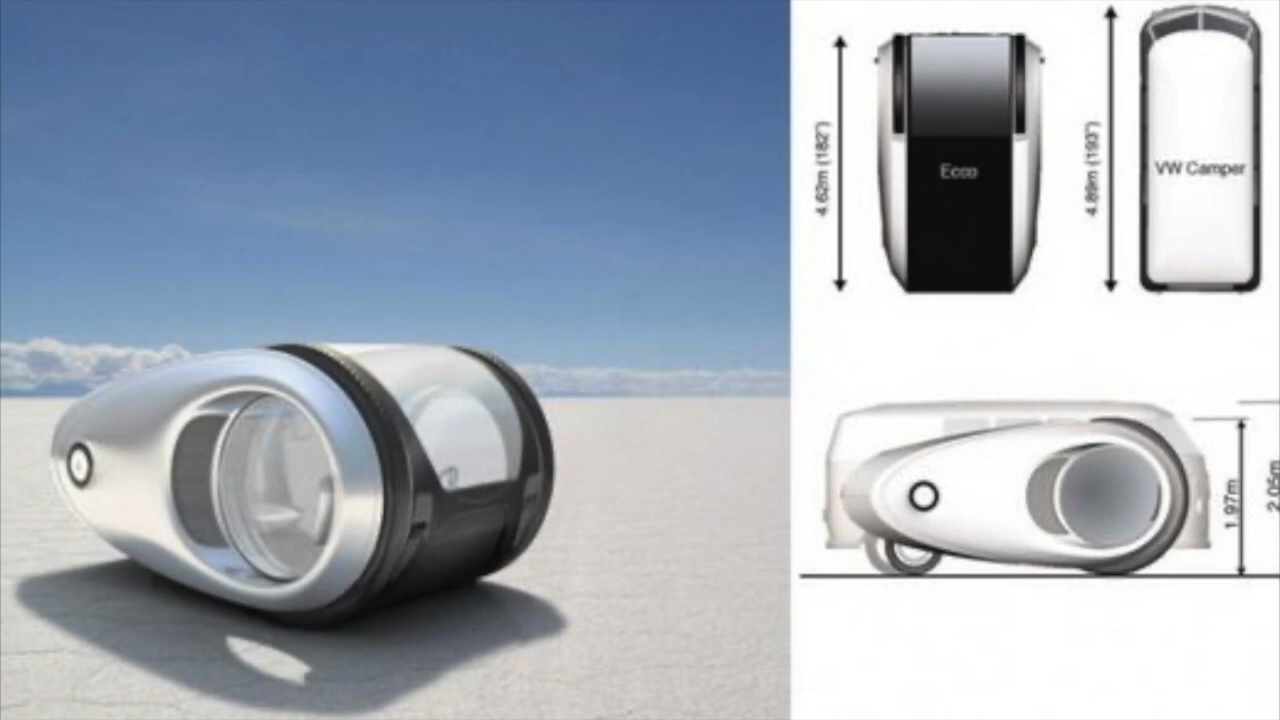 4.62m (182")
Ecco
4.89m (193")
VW Camper
1.97m
2.05m